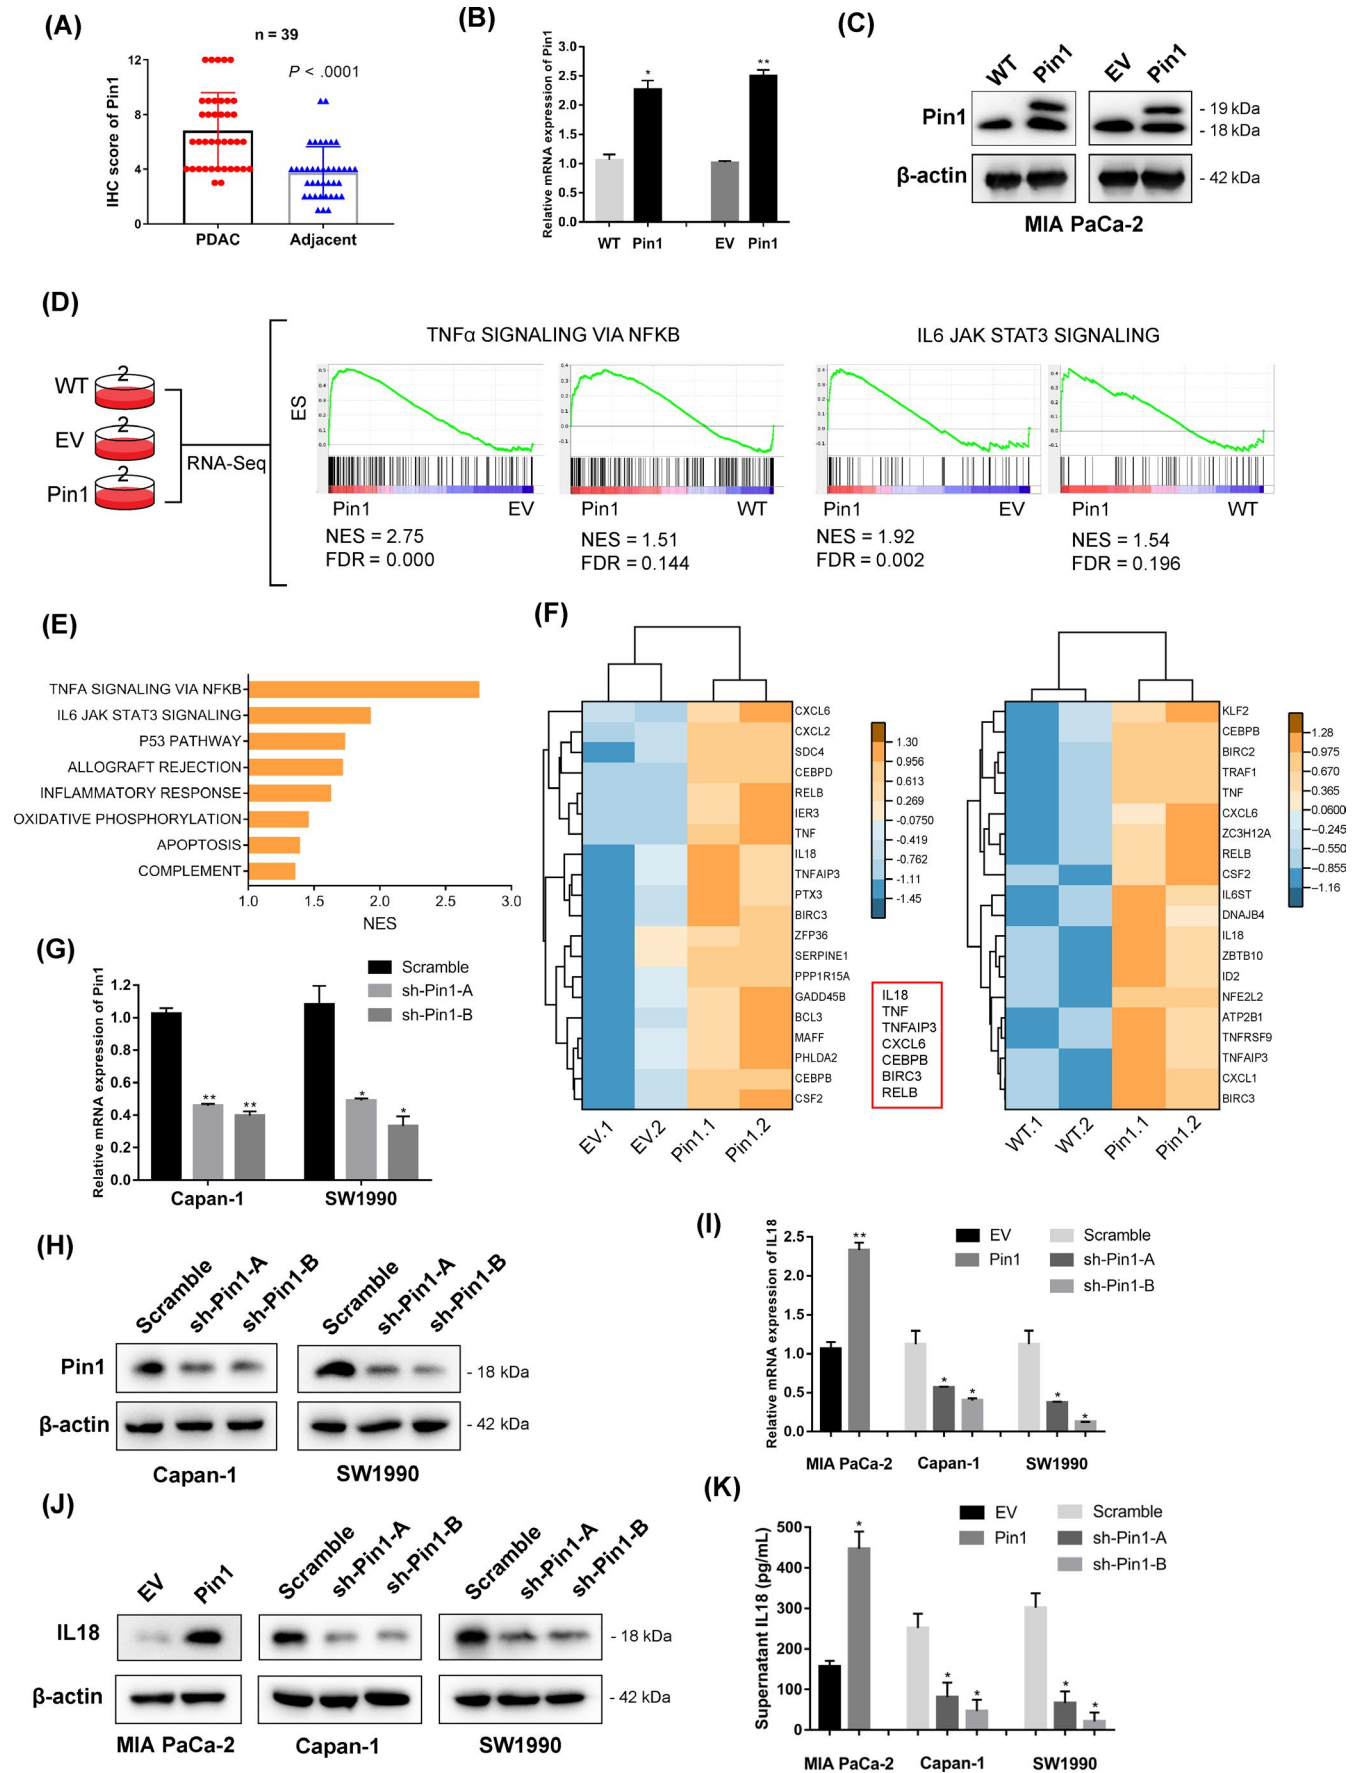 (A)
n = 39
P < .0001
IHC score of Pin1
12
8
4
0
PDAC Adjacent
(B)
Relative mRNA expression of Pin1
3.0
2.5
2.0
1.5
1.0
0.5
0.0
* **
WT Pin1 EV Pin1
(C)
WT Pin1 EV Pin1
Pin1
- 19 kDa
- 18 kDa
β-actin
- 42 kDa
MIA PaCa-2
(D)
WT 2
EV 2
Pin1 2
RNA-Seq
ES
TNFα SIGNALING VIA NFKB
IL6 JAK STAT3 SIGNALING
Pin1 EV
NES = 2.75
FDR = 0.000
Pin1 WT
NES = 1.51
FDR = 0.144
Pin1 EV
NES = 1.92
FDR = 0.002
Pin1 WT
NES = 1.54
FDR = 0.196
(E)
TNFA SIGNALING VIA NFKB
IL6 JAK STAT3 SIGNALING
P53 PATHWAY
ALLOGRAFT REJECTION
INFLAMMATORY RESPONSE
OXIDATIVE PHOSPHORYLATION
APOPTOSIS
COMPLEMENT
1.0 1.5 2.0 2.5 3.0
NES
(F)
CXCL6
CXCL2
SDC4
CEBPD
RELB
IER3
TNF
IL18
TNFAIP3
PTX3
BIRC3
ZFP36
SERPINE1
PPP1R15A
GADD45B
BCL3
MAFF
PHLDA2
CEBPB
CSF2
EV.1 EV.2 Pin1.1 Pin1.2
1.30
0.956
0.613
0.269
-0.0750
-0.419
-0.762
-1.11
-1.45
IL18
TNF
TNFAIP3
CXCL6
CEBPB
BIRC3
RELB
KLF2
CEBPB
BIRC2
TRAF1
TNF
CXCL6
ZC3H12A
RELB
CSF2
IL6ST
DNAJB4
IL18
ZBTB10
ID2
NFE2L2
ATP2B1
TNFRSF9
TNFAIP3
CXCL1
BIRC3
WT.1 WT.2 Pin1.1 Pin1.2
1.28
0.975
0.670
0.365
0.0600
-0.245
-0.550
-0.855
-1.16
(G)
Scramble
sh-Pin1-A
sh-Pin1-B
Relative mRNA expression of Pin1
1.2
1.0
0.8
0.6
0.4
0.2
0.0
** ** * *
Capan-1 SW1990
(H)
Scramble sh-Pin1-A sh-Pin1-B Scramble sh-Pin1-A sh-Pin1-B
Pin1
- 18 kDa
β-actin
- 42 kDa
Capan-1 SW1990
(I)
EV
Pin1
Scramble
sh-Pin1-A
sh-Pin1-B
Relative mRNA expression of IL18
2.5
2.0
1.5
1.0
0.5
0.0
** * * * *
MIA PaCa-2 Capan-1 SW1990
(J)
EV Pin1 Scramble sh-Pin1-A sh-Pin1-B Scramble sh-Pin1-A sh-Pin1-B
IL18
- 18 kDa
β-actin
- 42 kDa
MIA PaCa-2 Capan-1 SW1990
(K)
EV
Pin1
Scramble
sh-Pin1-A
sh-Pin1-B
Supernatant IL18 (pg/mL)
500
400
300
200
100
0
* * * * *
MIA PaCa-2 Capan-1 SW1990